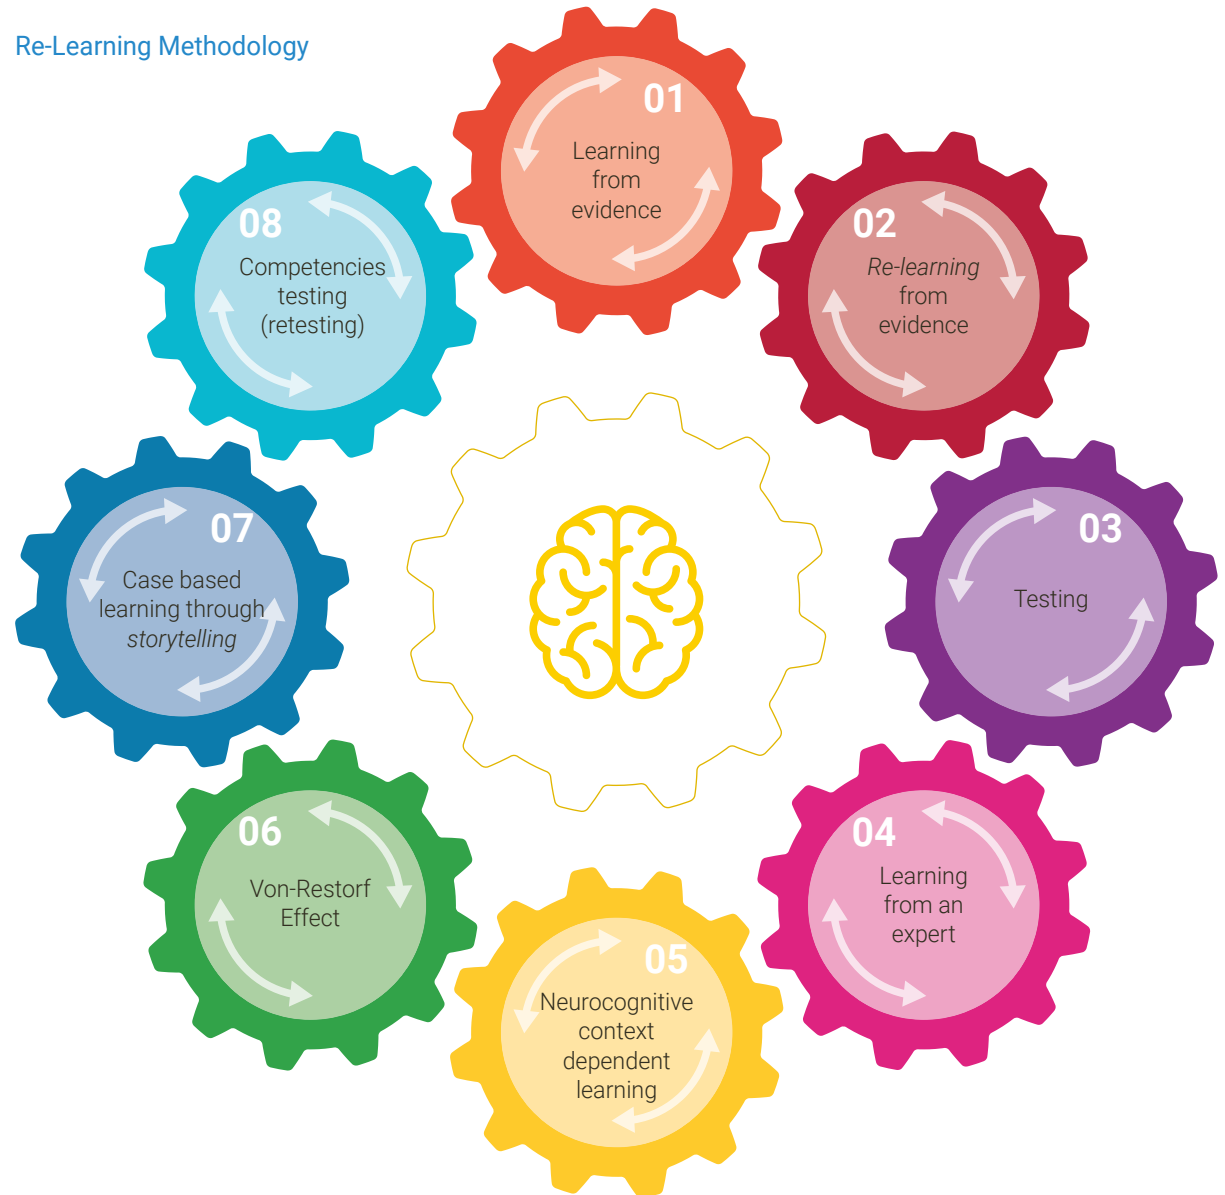 Re-Learning Methodology
01
Learning
from
evidence
02
Re-learning
from
evidence
03
Testing
04
Learning
from an
expert
05
Neurocognitive
context
dependent
learning
06
Von-Restorf
Effect
07
Case based
learning through
storytelling
08
Competencies
testing
(retesting)